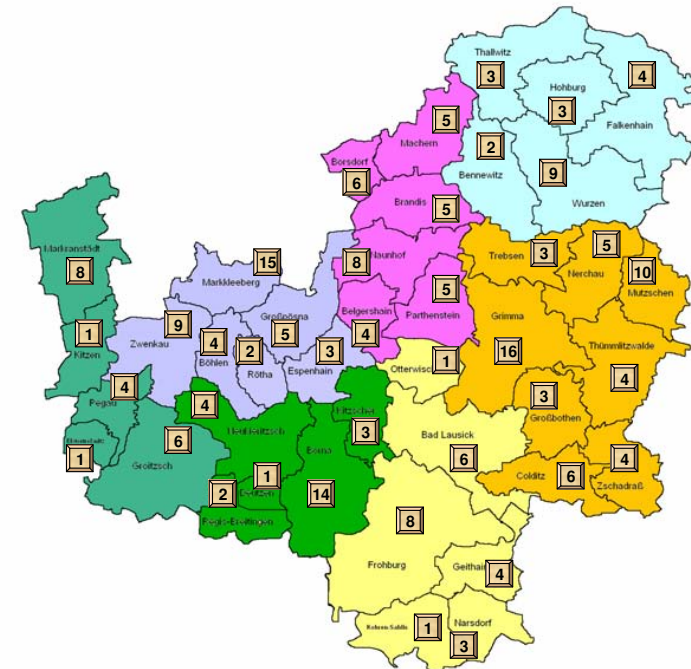 Thallwitz
3
4
Hohburg
3
Falkenhain
5
Machern
2
Bennewitz
9
Wurzen
Borsdorf
6
Brandis
5
Markranstädt
8
15
Markkleeberg
8
Naunhof
Trebsen
3
5
Nerchau
10
Mutzschen
5
Parthenstein
Belgershain
4
Großpösna
5
Grimma
16
1
Kitzen
9
Zwenkau
4
Böhlen
2
Rötha
3
Espenhain
1
Otterwisch
Thümmlitzwalde
4
4
Pegau
4
3
Großbothen
Kitzscher
3
6
Groitzsch
1
Borna
14
Bad Lausick
6
Colditz
6
4
Zschadraß
2
1
Deutzen
Regis-Breitingen
8
Frohburg
Geithain
4
1
Narsdorf
3